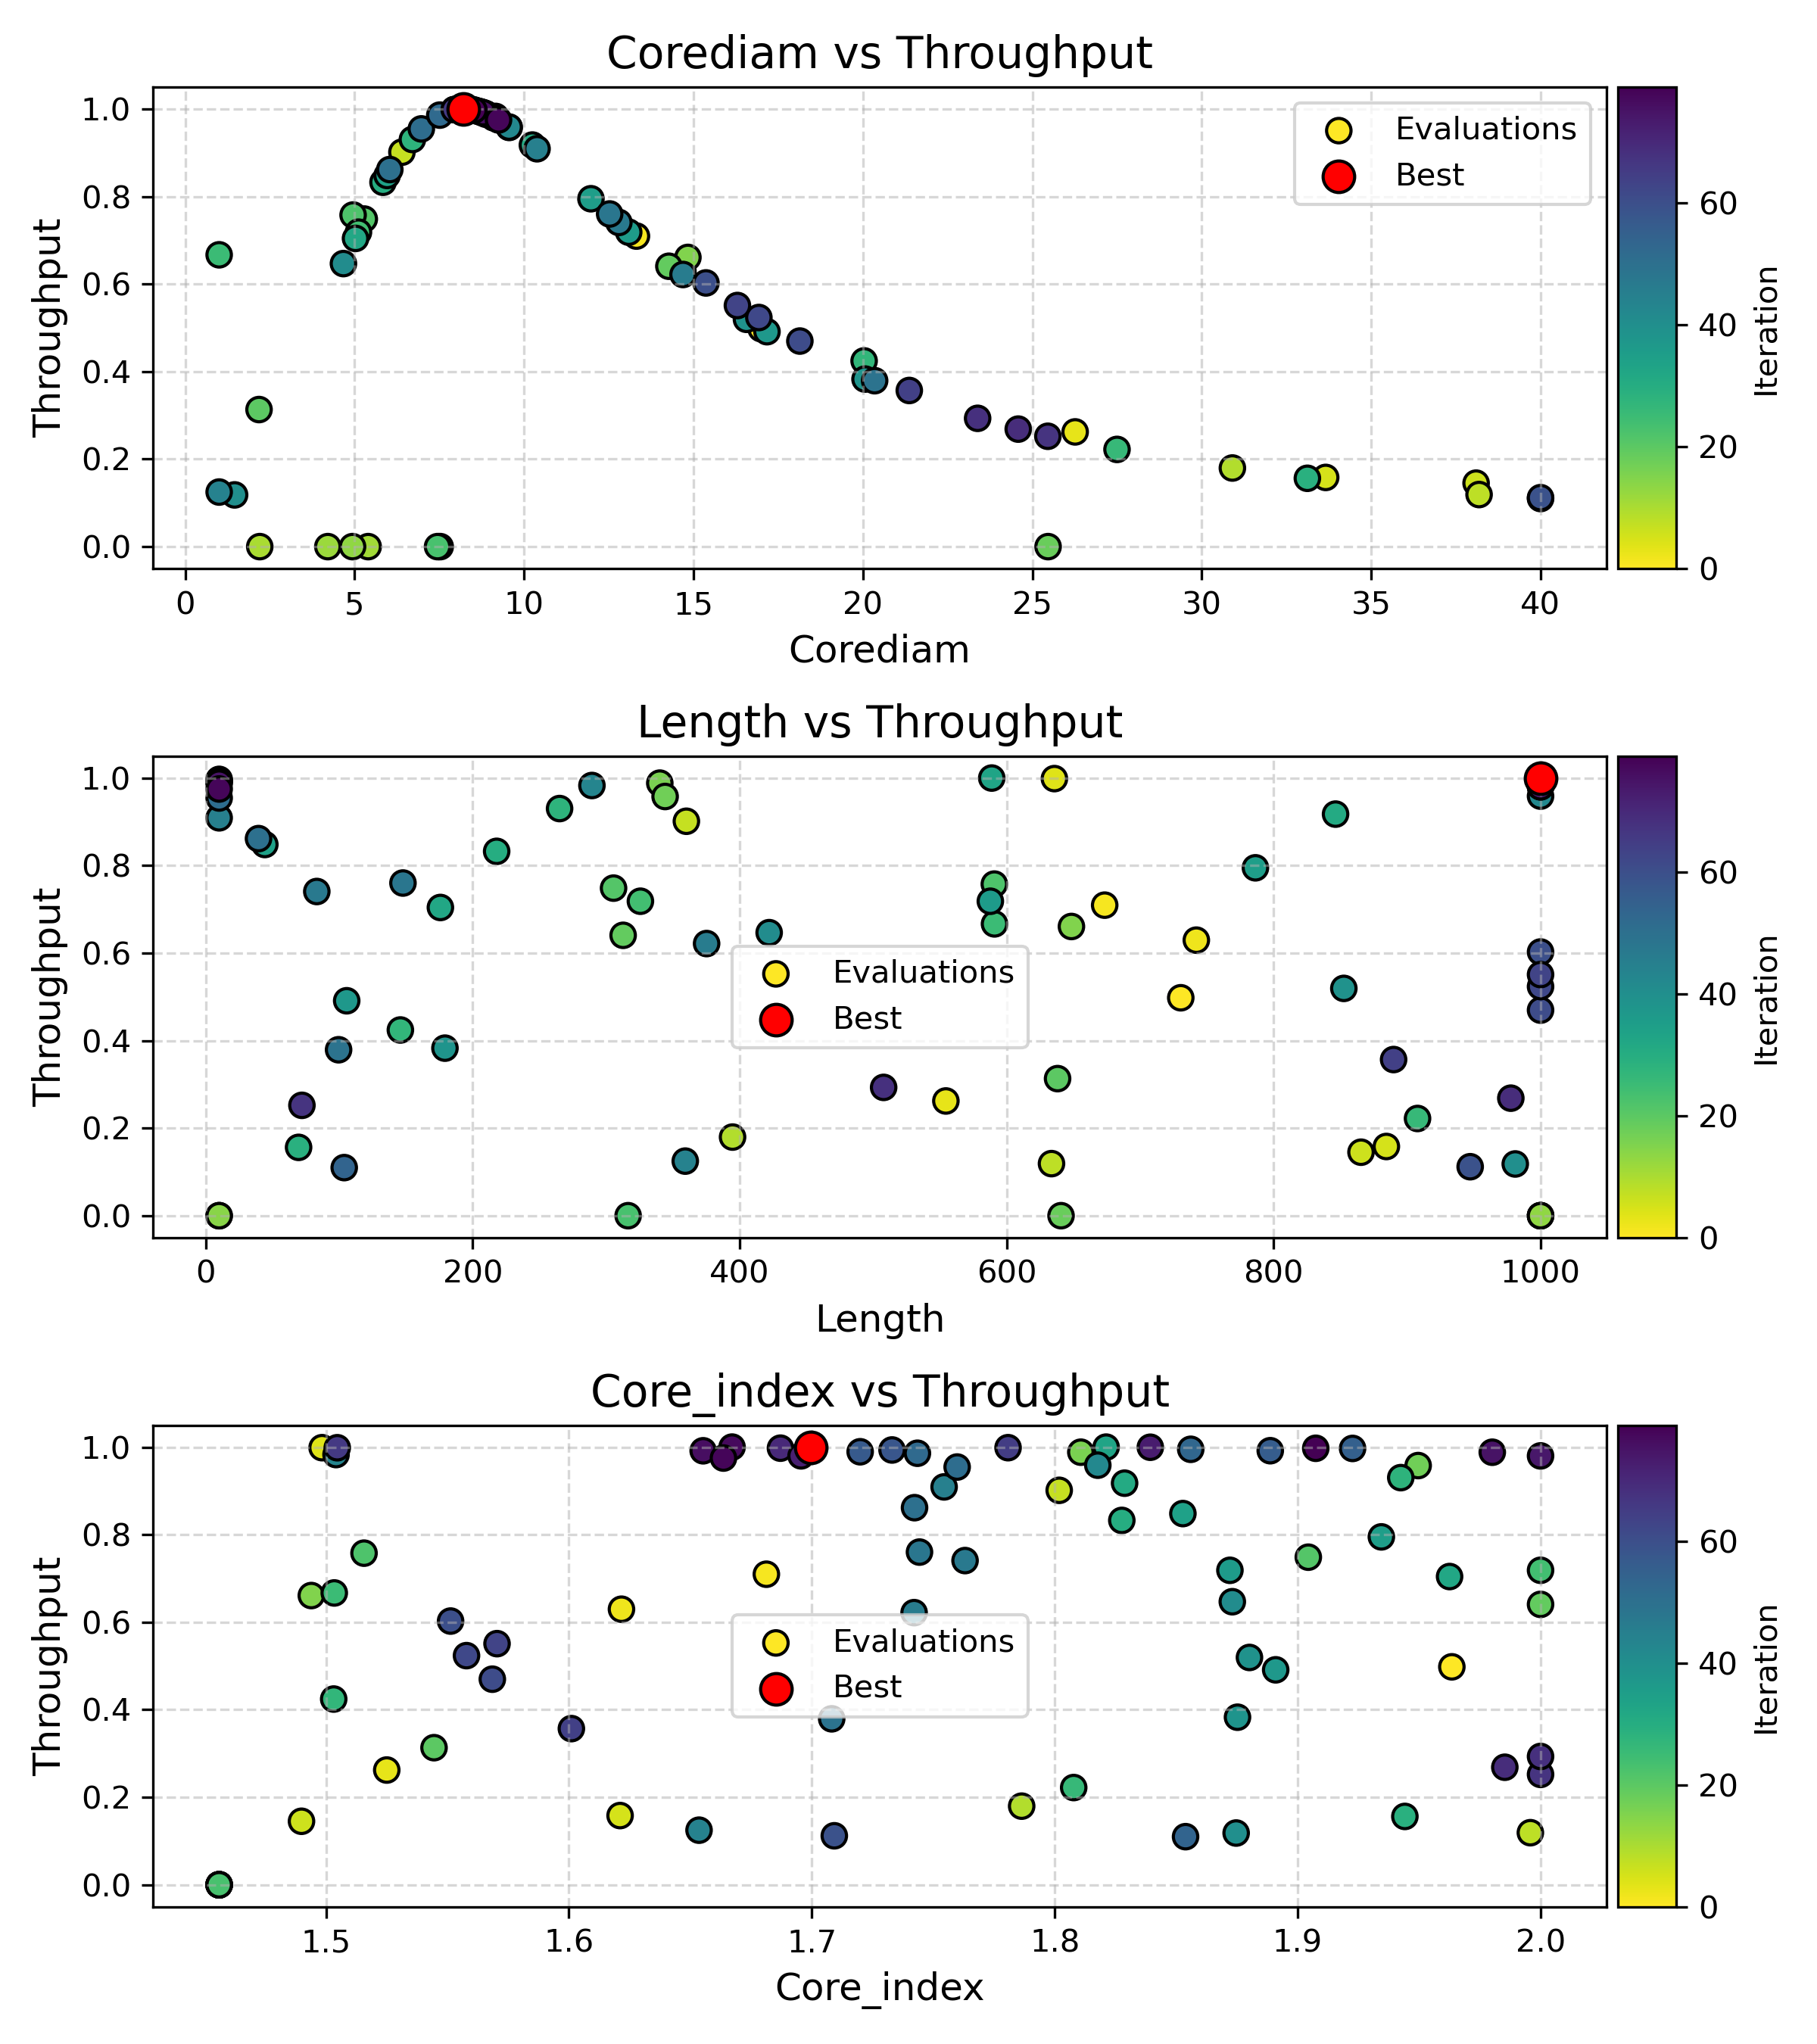 Corediam vs Throughput
Throughput
1.0
0.8
0.6
0.4
0.2
0.0
0 5 10 15 20 25 30 35 40
Corediam
Evaluations
Best
60
40
20
0
Iteration
Length vs Throughput
Throughput
1.0
0.8
0.6
0.4
0.2
0.0
0 200 400 600 800 1000
Length
Evaluations
Best
60
40
20
0
Iteration
Core_index vs Throughput
Throughput
1.0
0.8
0.6
0.4
0.2
0.0
1.5 1.6 1.7 1.8 1.9 2.0
Core_index
Evaluations
Best
60
40
20
0
Iteration